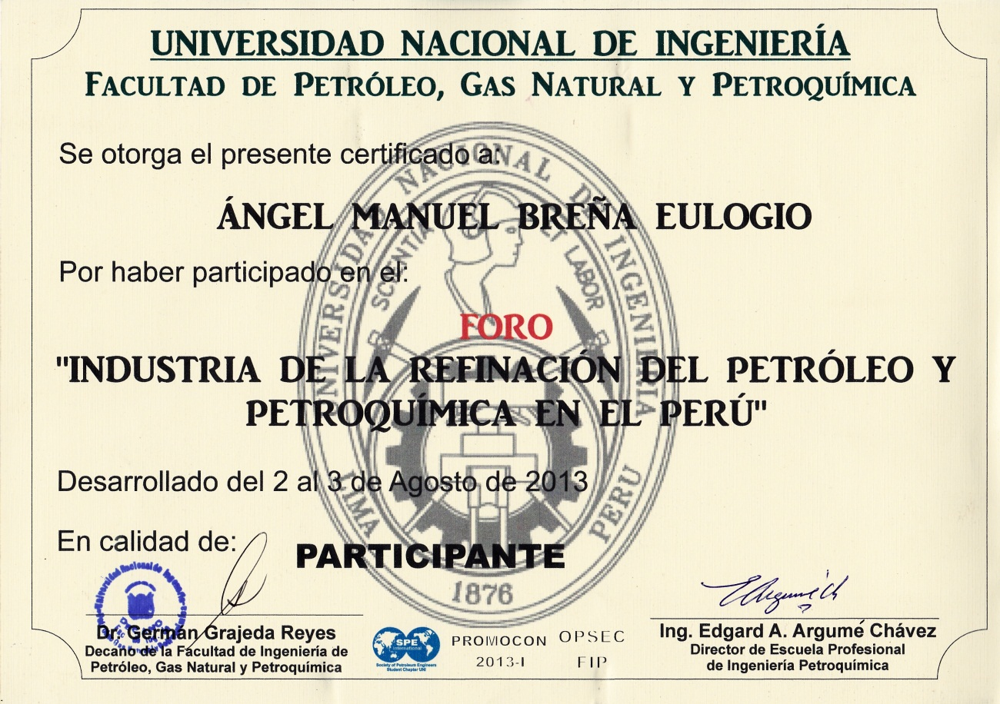 UNIVERSIDAD NACIONAL DE INGENIERÍA
FACULTAD DE PETRÓLEO, GAS NATURAL Y PETROQUÍMICA
Se otorga el presente certificado a:
ÁNGEL MANUEL BREÑA EULOGIO
Por haber participado en el:
FORO
"INDUSTRIA DE LA REFINACIÓN DEL PETRÓLEO Y
PETROQUÍMICA EN EL PERÚ"
Desarrollado del 2 al 3 de Agosto de 2013
En calidad de:
PARTICIPANTE
UNIVERSIDAD NACIONAL DE INGENIERIA
SCIENTIA ET LABOR
LIMA PERU
1876
Universidad Nacional de Ingeniería
Dr. Germán Grajeda Reyes
Decano de la Facultad de Ingeniería de
Petróleo, Gas Natural y Petroquímica
SPE
International
Society of Petroleum Engineers
Student Chapter UNI
PROMOCON
2013-I
OPSEC
FIP
Ing. Edgard A. Argumé Chávez
Director de Escuela Profesional
de Ingeniería Petroquímica